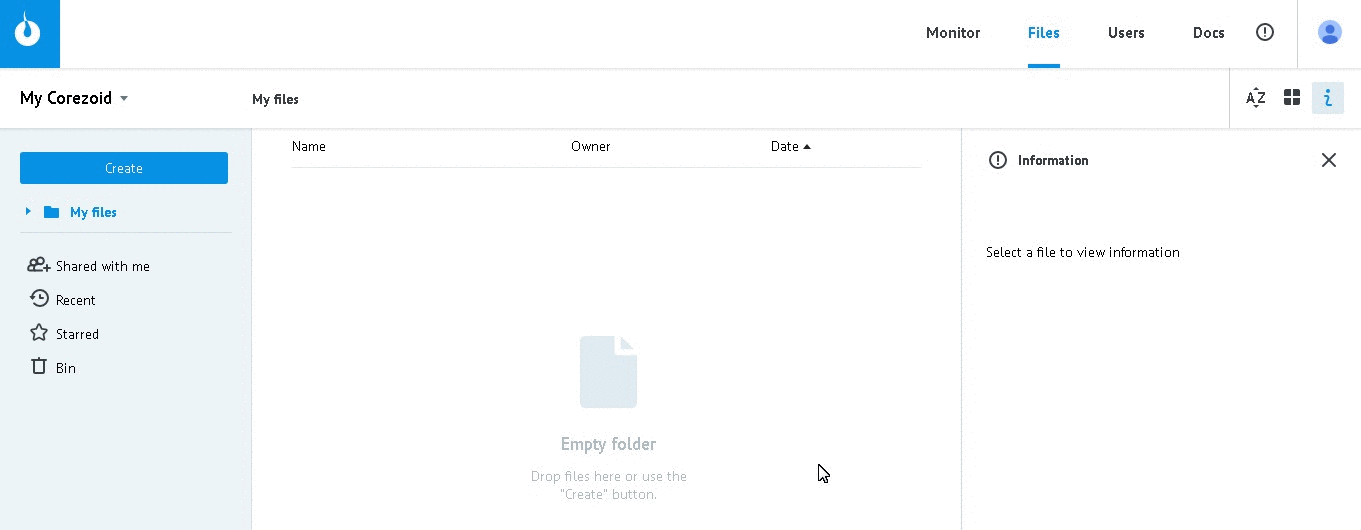 Monitor Files Users Docs
My Corezoid My files AZ
Create
My files
Shared with me
Recent
Starred
Bin
Name Owner Date
Empty folder
Drop files here or use the
"Create" button.
Information
Select a file to view information